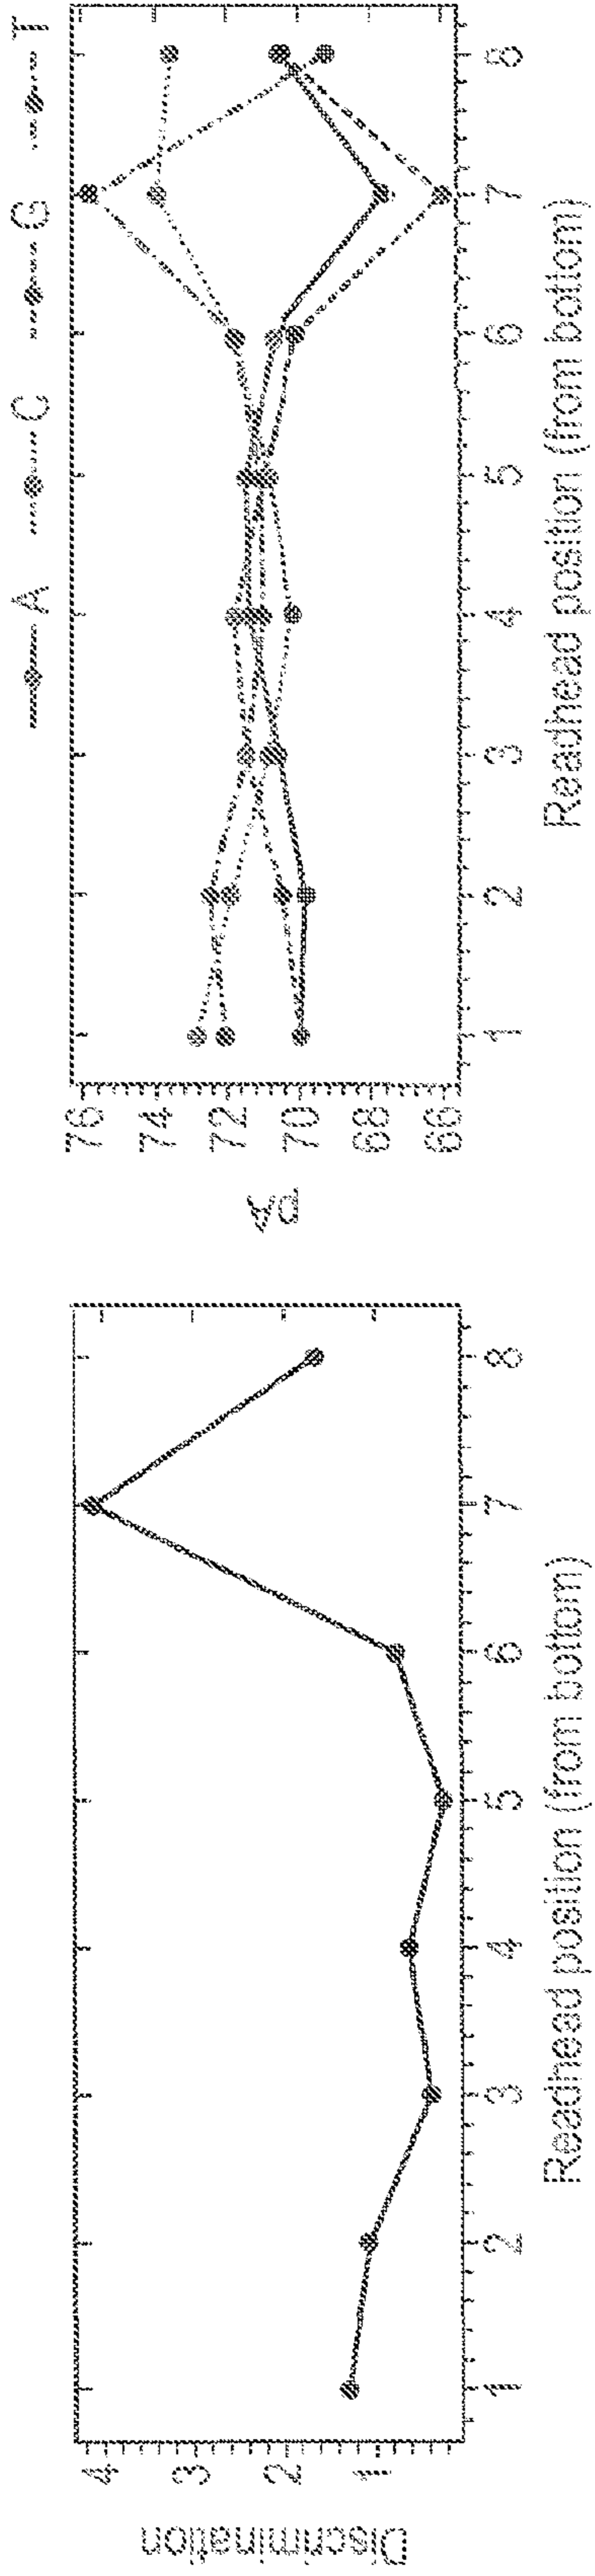 Discrimination
4
3
2
1
1 2 3 4 5 6 7 8
Readhead position (from bottom)
A C G T
pA
76
74
72
70
68
66
1 2 3 4 5 6 7 8
Readhead position (from bottom)